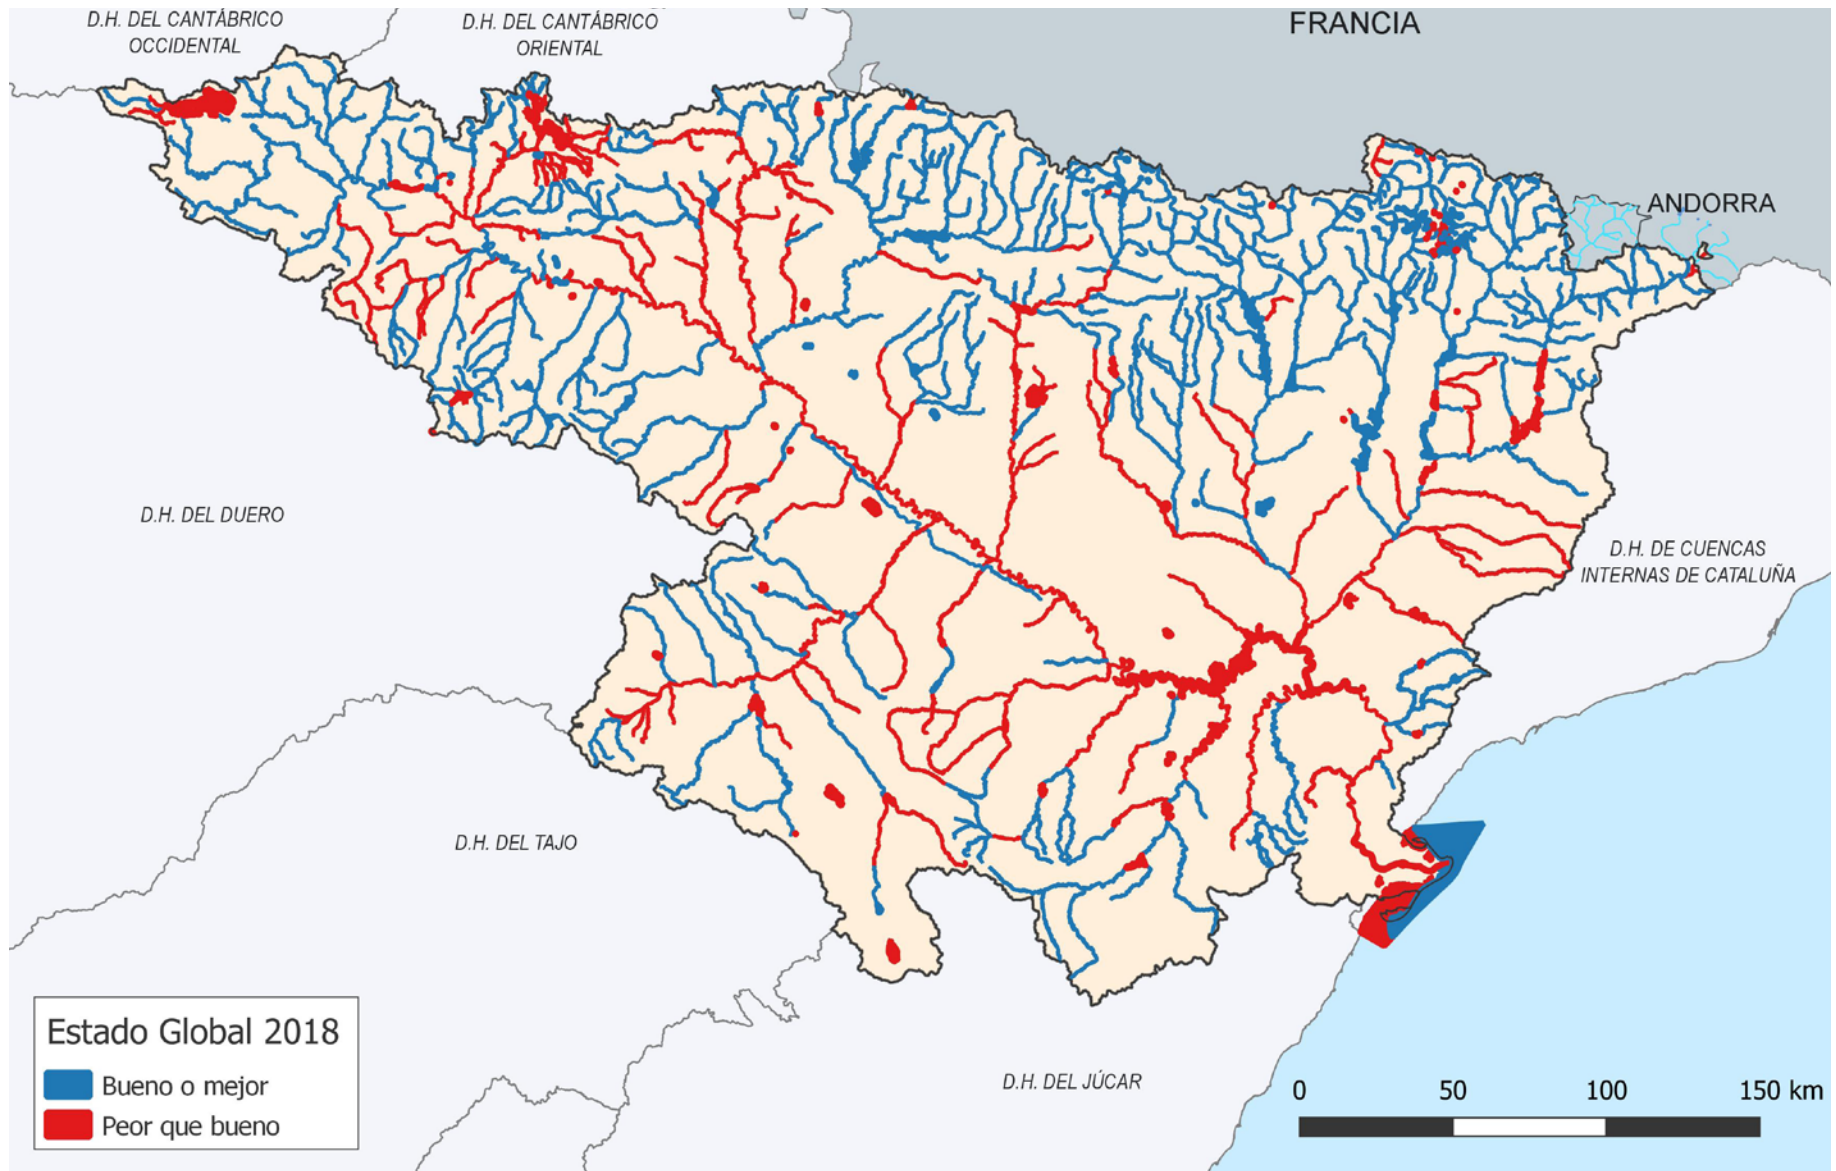 D.H. DEL CANTÁBRICO
OCCIDENTAL
D.H. DEL CANTÁBRICO
ORIENTAL
FRANCIA
ANDORRA
D.H. DEL DUERO
D.H. DE CUENCAS
INTERNAS DE CATALUÑA
D.H. DEL TAJO
D.H. DEL JÚCAR
Estado Global 2018
Bueno o mejor
Peor que bueno
0 50 100 150 km